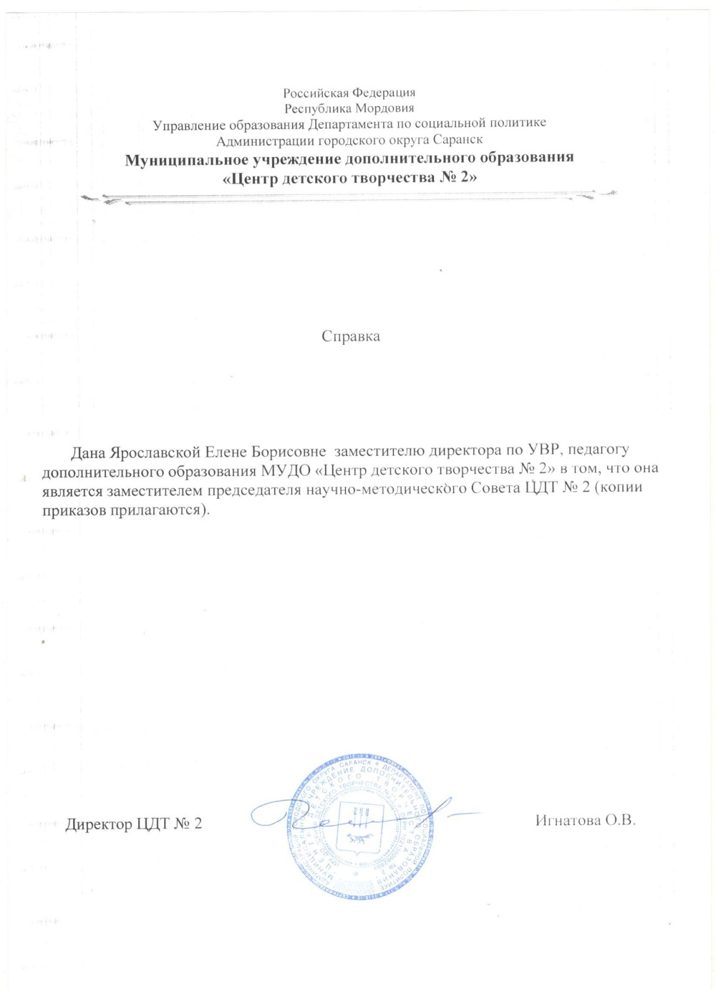 Российская Федерация
Республика Мордовия
Управление образования Департамента по социальной политике
Администрации городского округа Саранск
Муниципальное учреждение дополнительного образования
«Центр детского творчества № 2»
Справка
Дана Ярославской Елене Борисовне заместителю директора по УВР, педагогу
дополнительного образования МУДО «Центр детского творчества № 2» в том, что она
является заместителем председателя научно-методического Совета ЦДТ № 2 (копии
приказов прилагаются).
Директор ЦДТ № 2
Игнатова О.В.